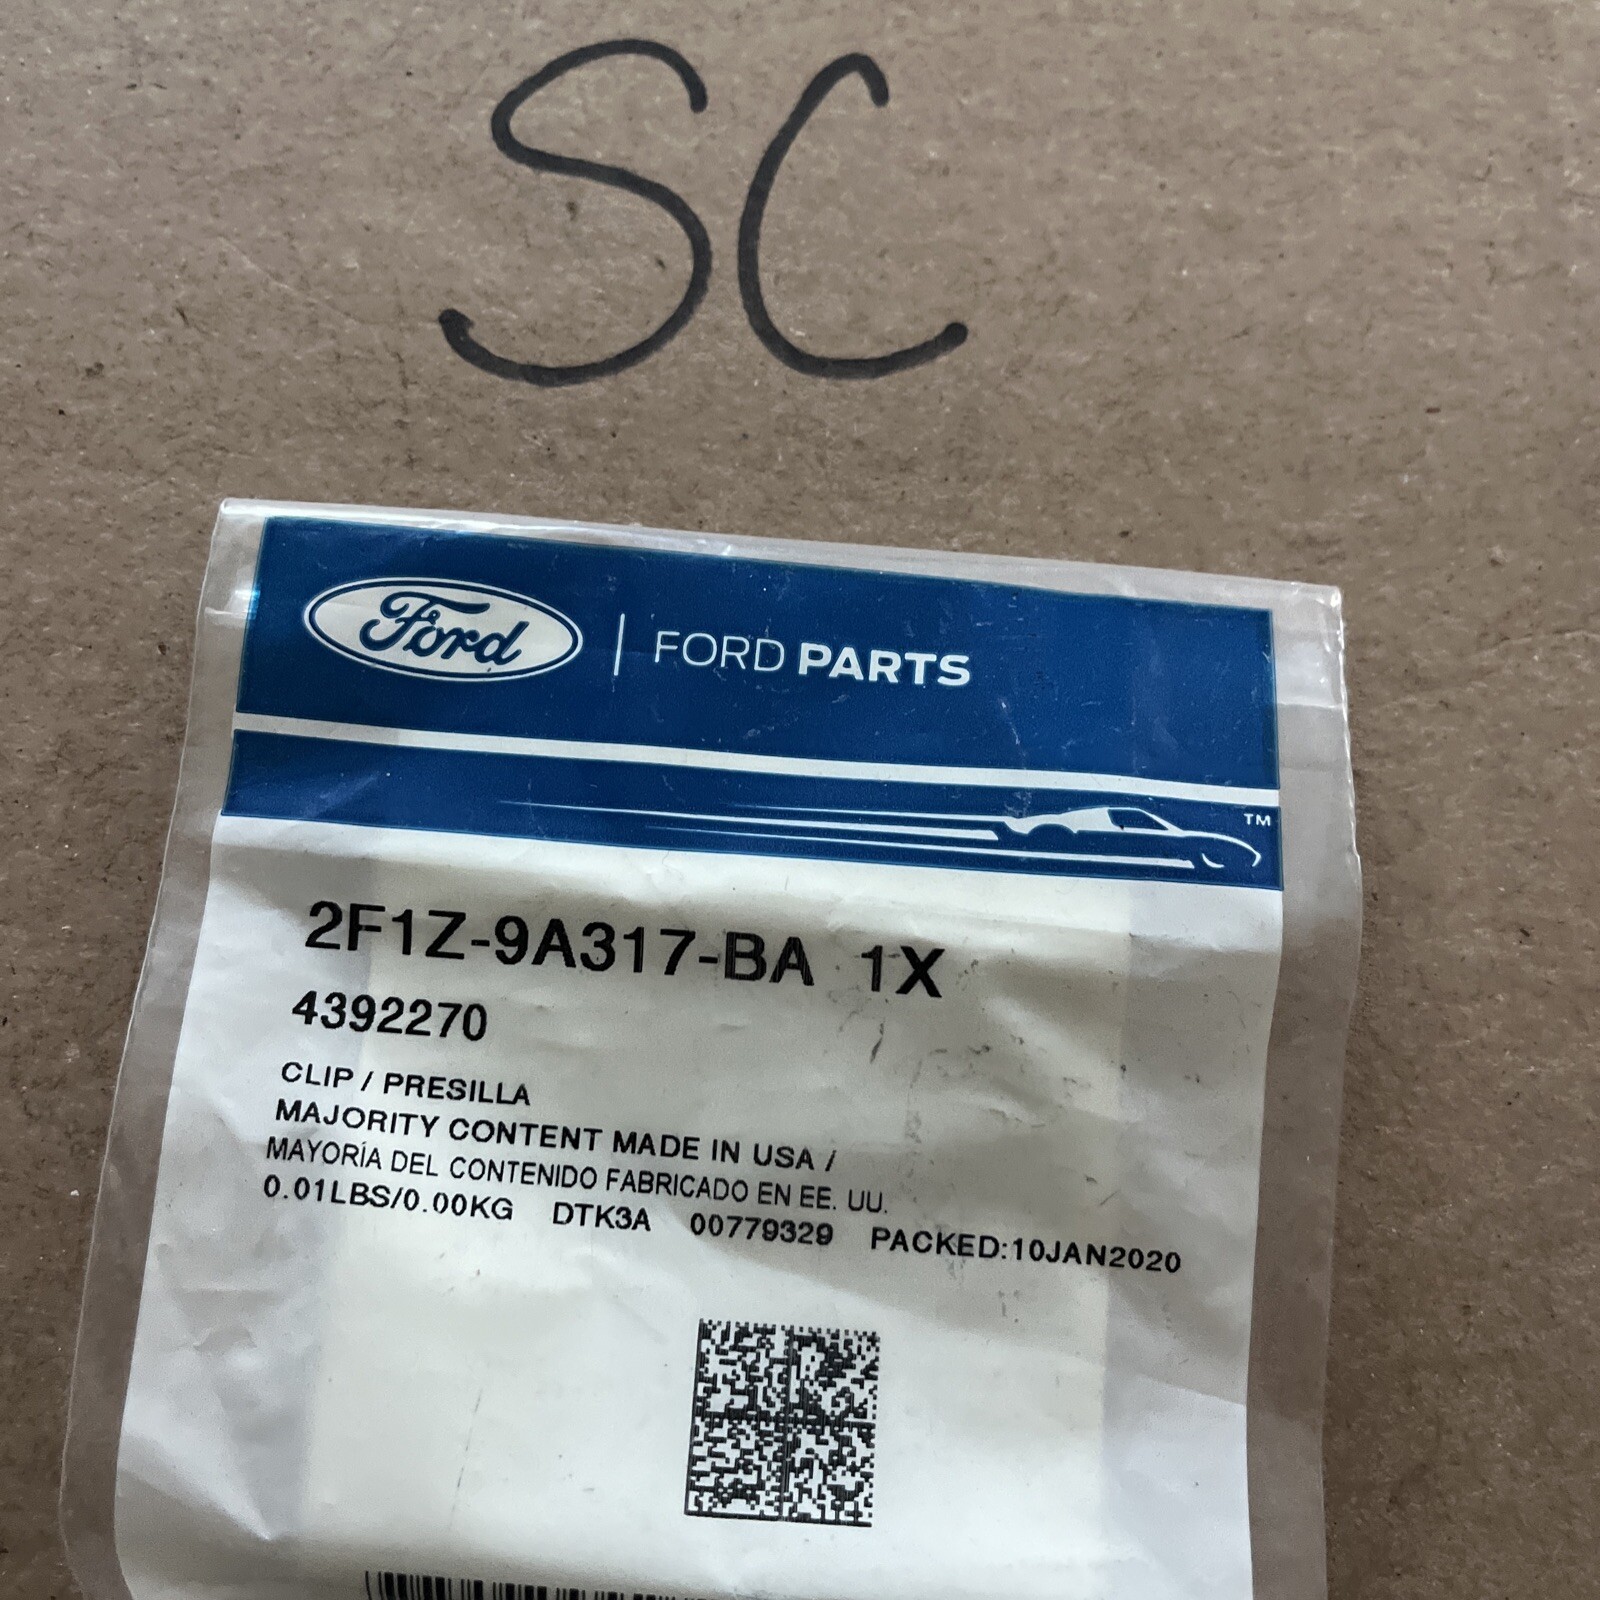 SC
Ford | FORD PARTS
TM
2F1Z-9A317-BA 1X
4392270
CLIP / PRESILLA
MAJORITY CONTENT MADE IN USA /
MAYORÍA DEL CONTENIDO FABRICADO EN EE. UU.
0.01LBS/0.00KG DTK3A 00779329 PACKED:10JAN2020